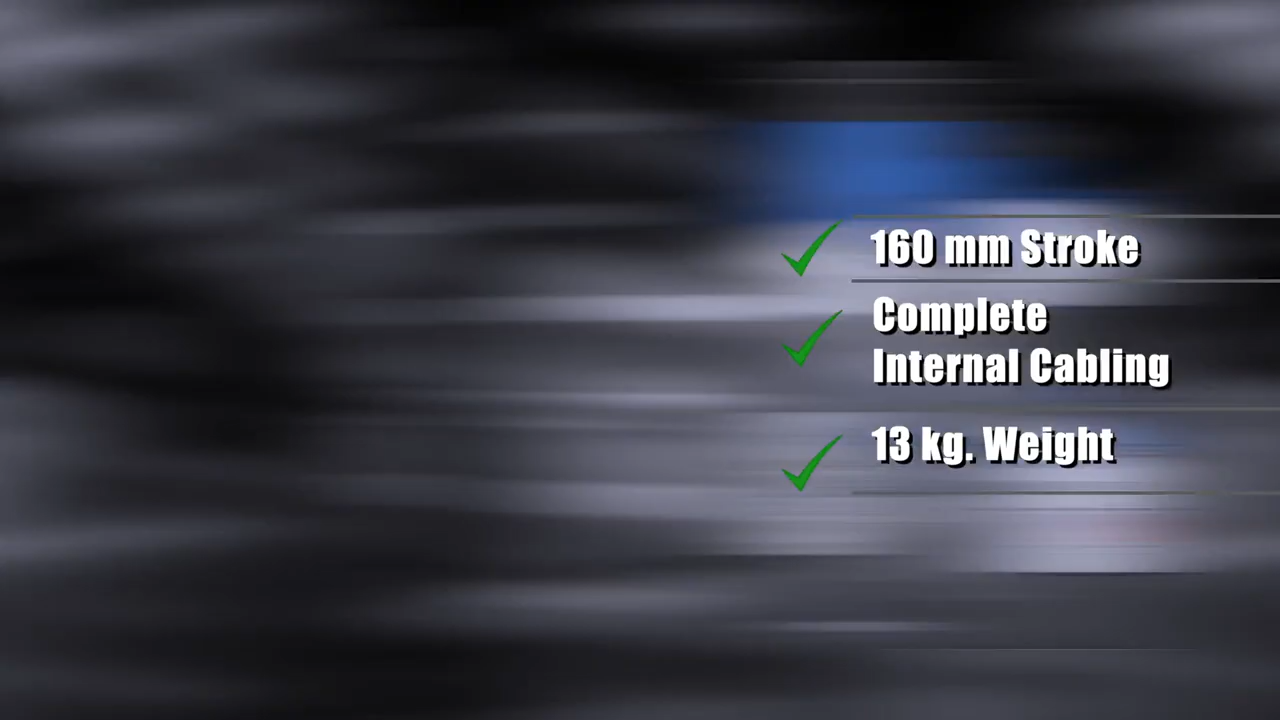 160 mm Stroke
Complete
Internal Cabling
13 kg. Weight